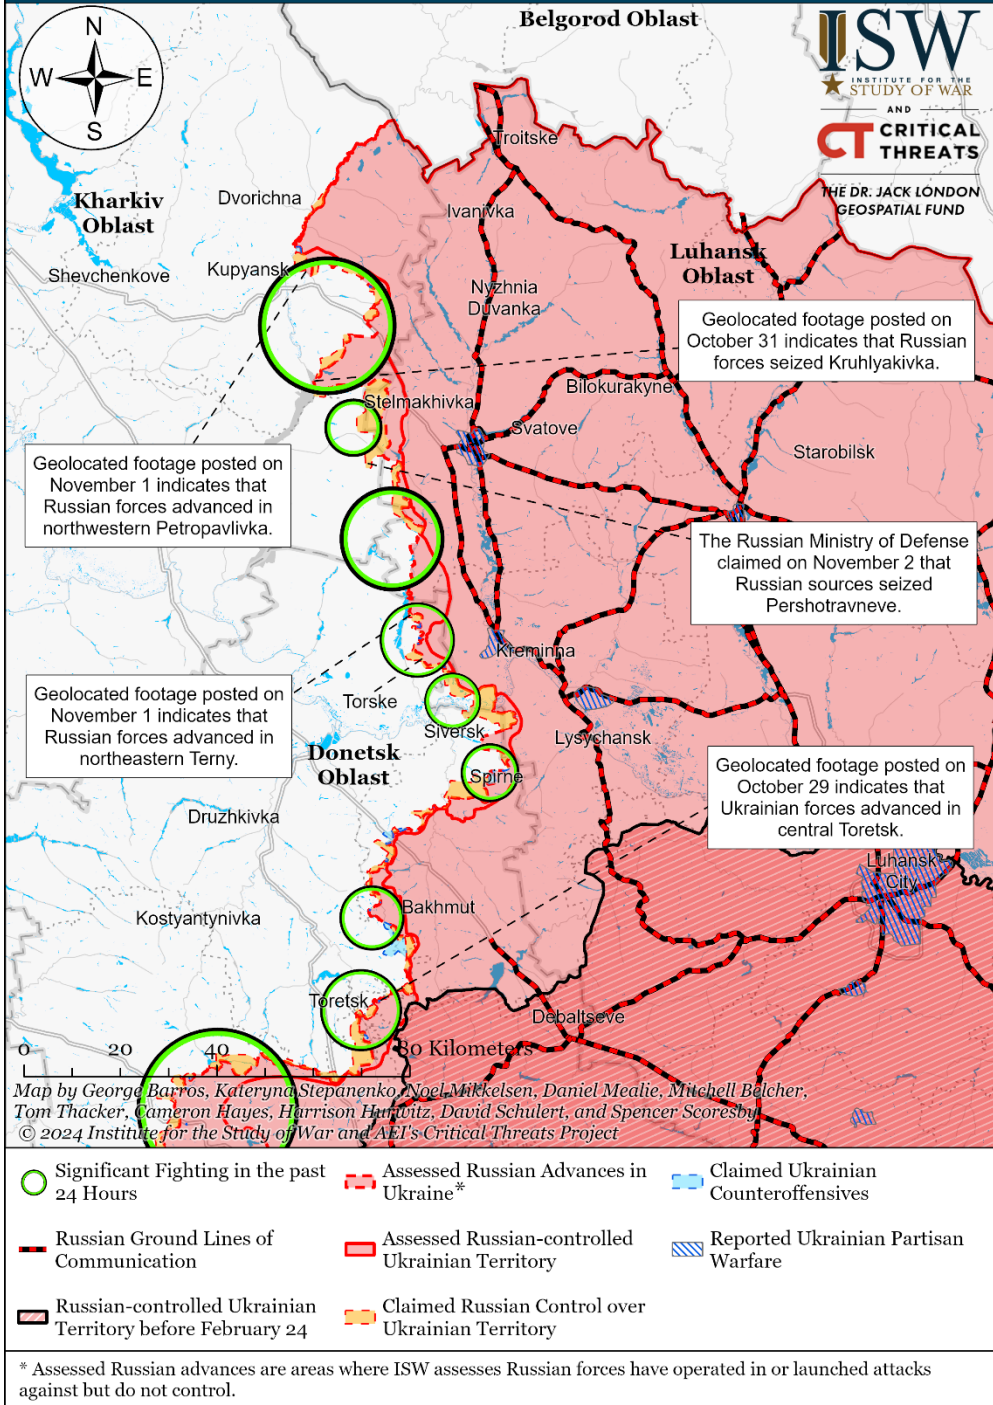 Belgorod Oblast
ISW
INSTITUTE FOR THE
STUDY OF WAR
AND
CT CRITICAL
THREATS
THE DR. JACK LONDON
GEOSPATIAL FUND
N
W E
S
Troitske
Dvorichna
Kharkiv
Oblast
Ivanivka
Luhansk
Oblast
Shevchenkove
Kupyansk
Nyzhnia
Duvanka
Geolocated footage posted on
October 31 indicates that Russian
forces seized Kruhlyakivka.
Bilokurakyne
Stelmakhivka
Svatove
Starobilsk
Geolocated footage posted on
November 1 indicates that
Russian forces advanced in
northwestern Petropavlivka.
The Russian Ministry of Defense
claimed on November 2 that
Russian sources seized
Pershotravneve.
Kreminna
Geolocated footage posted on
November 1 indicates that
Russian forces advanced in
northeastern Terny.
Torske
Siversk
Lysychansk
Donetsk
Oblast
Spirne
Geolocated footage posted on
October 29 indicates that
Ukrainian forces advanced in
central Toretsk.
Druzhkivka
Luhansk
City
Kostyantynivka
Bakhmut
Toretsk
Debaltseve
0 20 40 80 Kilometers
Map by George Barros, Kateryna Stepanenko, Noel Mikkelsen, Daniel Mealie, Mitchell Belcher,
Tom Thacker, Cameron Hayes, Harrison Hurwitz, David Schulert, and Spencer Scoresby
© 2024 Institute for the Study of War and AEI's Critical Threats Project
Significant Fighting in the past
24 Hours
Assessed Russian Advances in
Ukraine*
Claimed Ukrainian
Counteroffensives
Russian Ground Lines of
Communication
Assessed Russian-controlled
Ukrainian Territory
Reported Ukrainian Partisan
Warfare
Russian-controlled Ukrainian
Territory before February 24
Claimed Russian Control over
Ukrainian Territory
* Assessed Russian advances are areas where ISW assesses Russian forces have operated in or launched attacks
against but do not control.